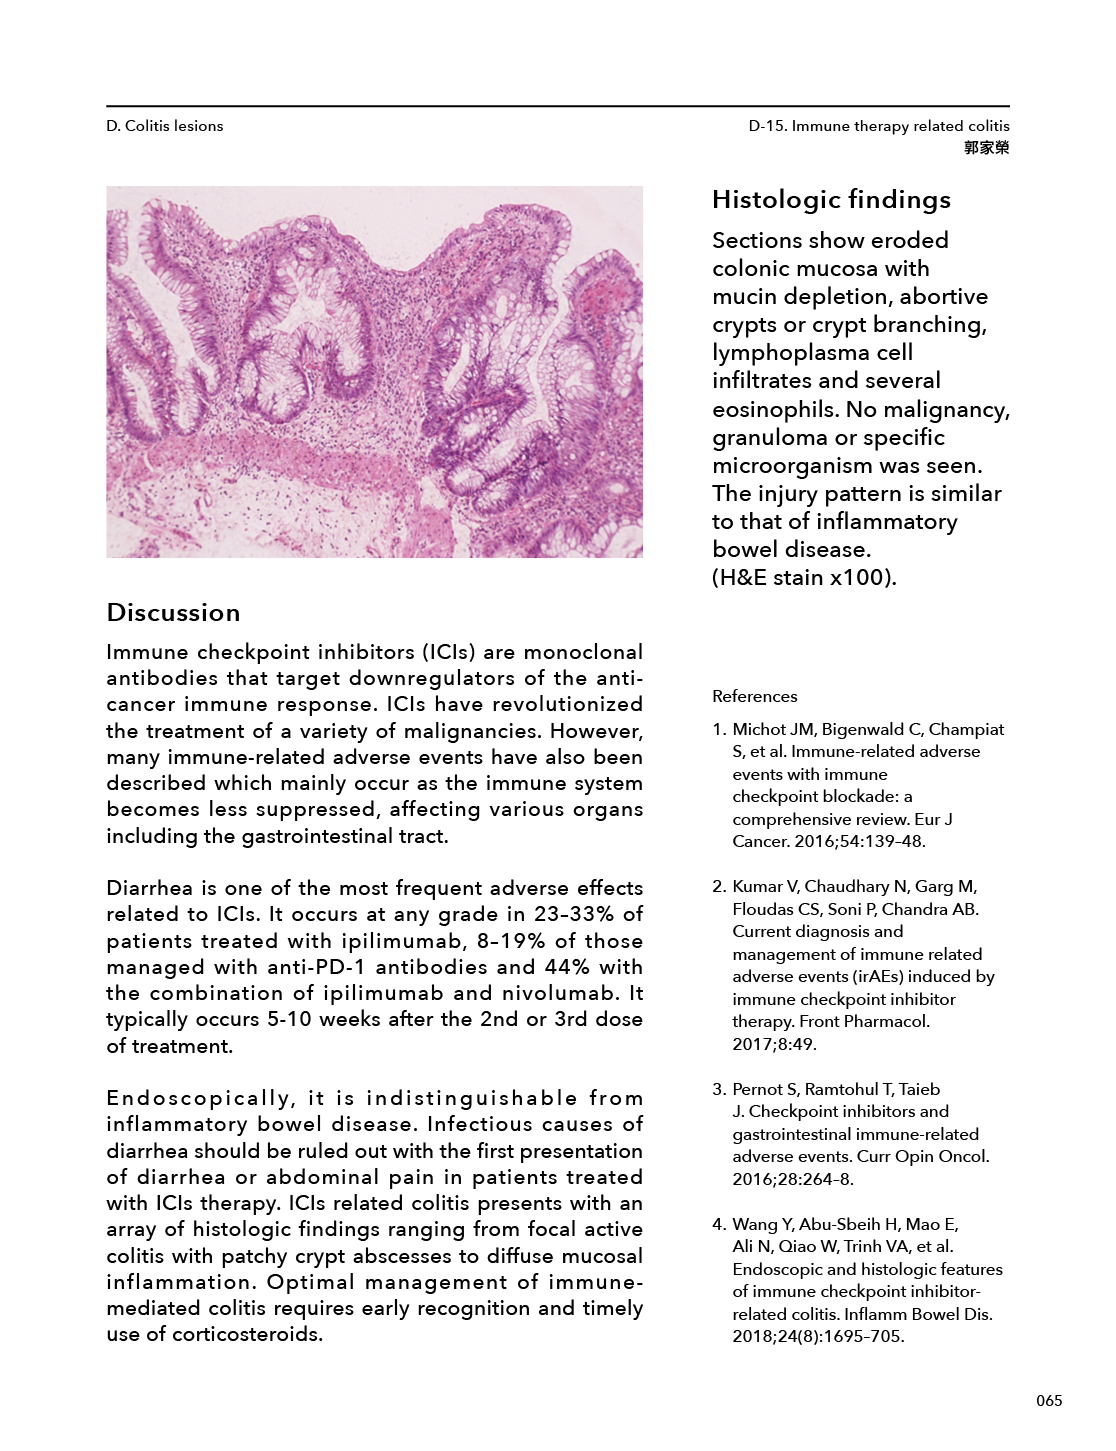 D. Colitis lesions
D-15. Immune therapy related colitis
郭家榮
Histologic findings
Sections show eroded
colonic mucosa with
mucin depletion, abortive
crypts or crypt branching,
lymphoplasma cell
infiltrates and several
eosinophils. No malignancy,
granuloma or specific
microorganism was seen.
The injury pattern is similar
to that of inflammatory
bowel disease.
(H&E stain x100).
Discussion
Immune checkpoint inhibitors (ICIs) are monoclonal
antibodies that target downregulators of the anti-
cancer immune response. ICIs have revolutionized
the treatment of a variety of malignancies. However,
many immune-related adverse events have also been
described which mainly occur as the immune system
becomes less suppressed, affecting various organs
including the gastrointestinal tract.
Diarrhea is one of the most frequent adverse effects
related to ICIs. It occurs at any grade in 23–33% of
patients treated with ipilimumab, 8–19% of those
managed with anti-PD-1 antibodies and 44% with
the combination of ipilimumab and nivolumab. It
typically occurs 5-10 weeks after the 2nd or 3rd dose
of treatment.
Endoscopically, it is indistinguishable from
inflammatory bowel disease. Infectious causes of
diarrhea should be ruled out with the first presentation
of diarrhea or abdominal pain in patients treated
with ICIs therapy. ICIs related colitis presents with an
array of histologic findings ranging from focal active
colitis with patchy crypt abscesses to diffuse mucosal
inflammation. Optimal management of immune-
mediated colitis requires early recognition and timely
use of corticosteroids.
References
1. Michot JM, Bigenwald C, Champiat
S, et al. Immune-related adverse
events with immune
checkpoint blockade: a
comprehensive review. Eur J
Cancer. 2016;54:139–48.
2. Kumar V, Chaudhary N, Garg M,
Floudas CS, Soni P, Chandra AB.
Current diagnosis and
management of immune related
adverse events (irAEs) induced by
immune checkpoint inhibitor
therapy. Front Pharmacol.
2017;8:49.
3. Pernot S, Ramtohul T, Taieb
J. Checkpoint inhibitors and
gastrointestinal immune-related
adverse events. Curr Opin Oncol.
2016;28:264–8.
4. Wang Y, Abu-Sbeih H, Mao E,
Ali N, Qiao W, Trinh VA, et al.
Endoscopic and histologic features
of immune checkpoint inhibitor-
related colitis. Inflamm Bowel Dis.
2018;24(8):1695–705.
065